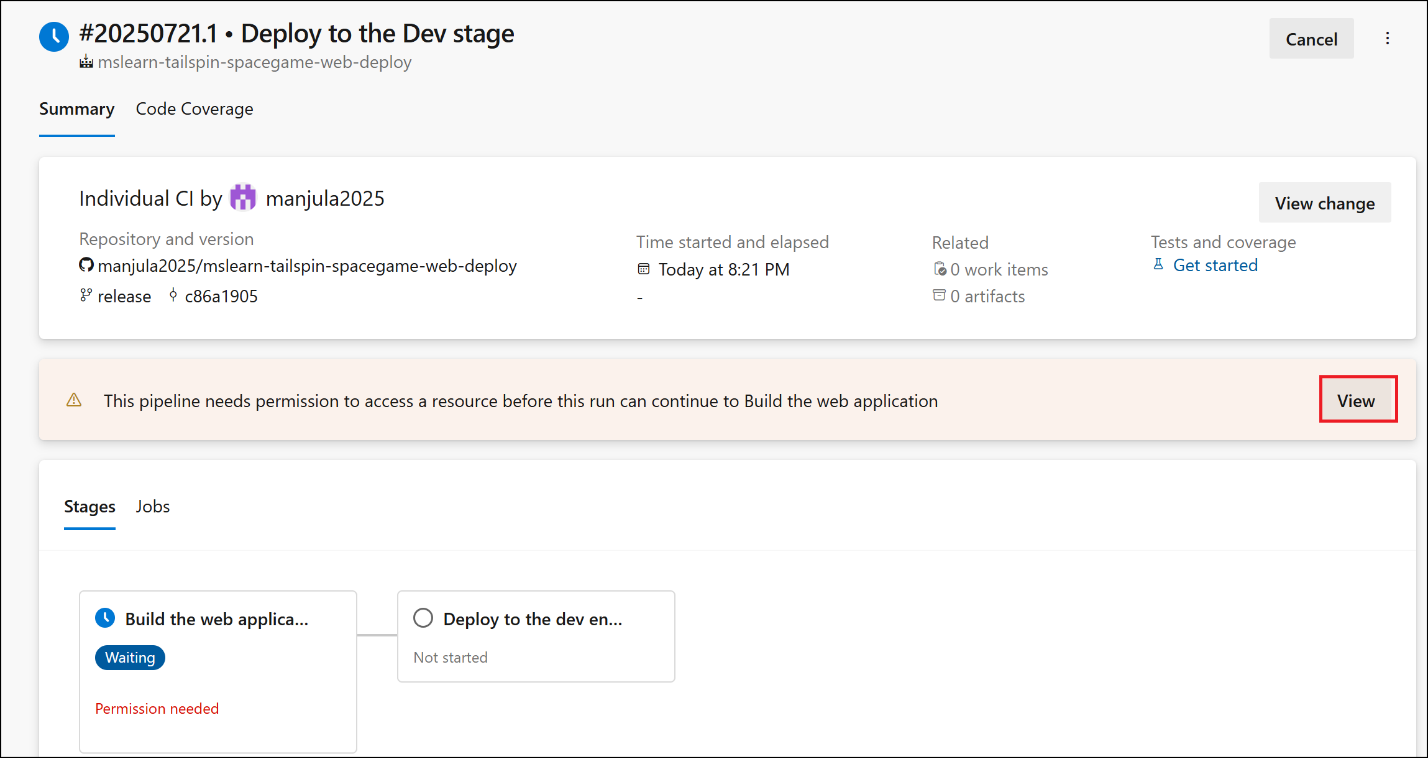 #20250721.1 • Deploy to the Dev stage
mslearn-tailspin-spacegame-web-deploy
Cancel
Summary
Code Coverage
Individual CI by manjula2025
View change
Repository and version
manjula2025/mslearn-tailspin-spacegame-web-deploy
release c86a1905
Time started and elapsed
Today at 8:21 PM
-
Related
0 work items
0 artifacts
Tests and coverage
Get started
This pipeline needs permission to access a resource before this run can continue to Build the web application
View
Stages
Jobs
Build the web applica...
Waiting
Permission needed
Deploy to the dev en...
Not started